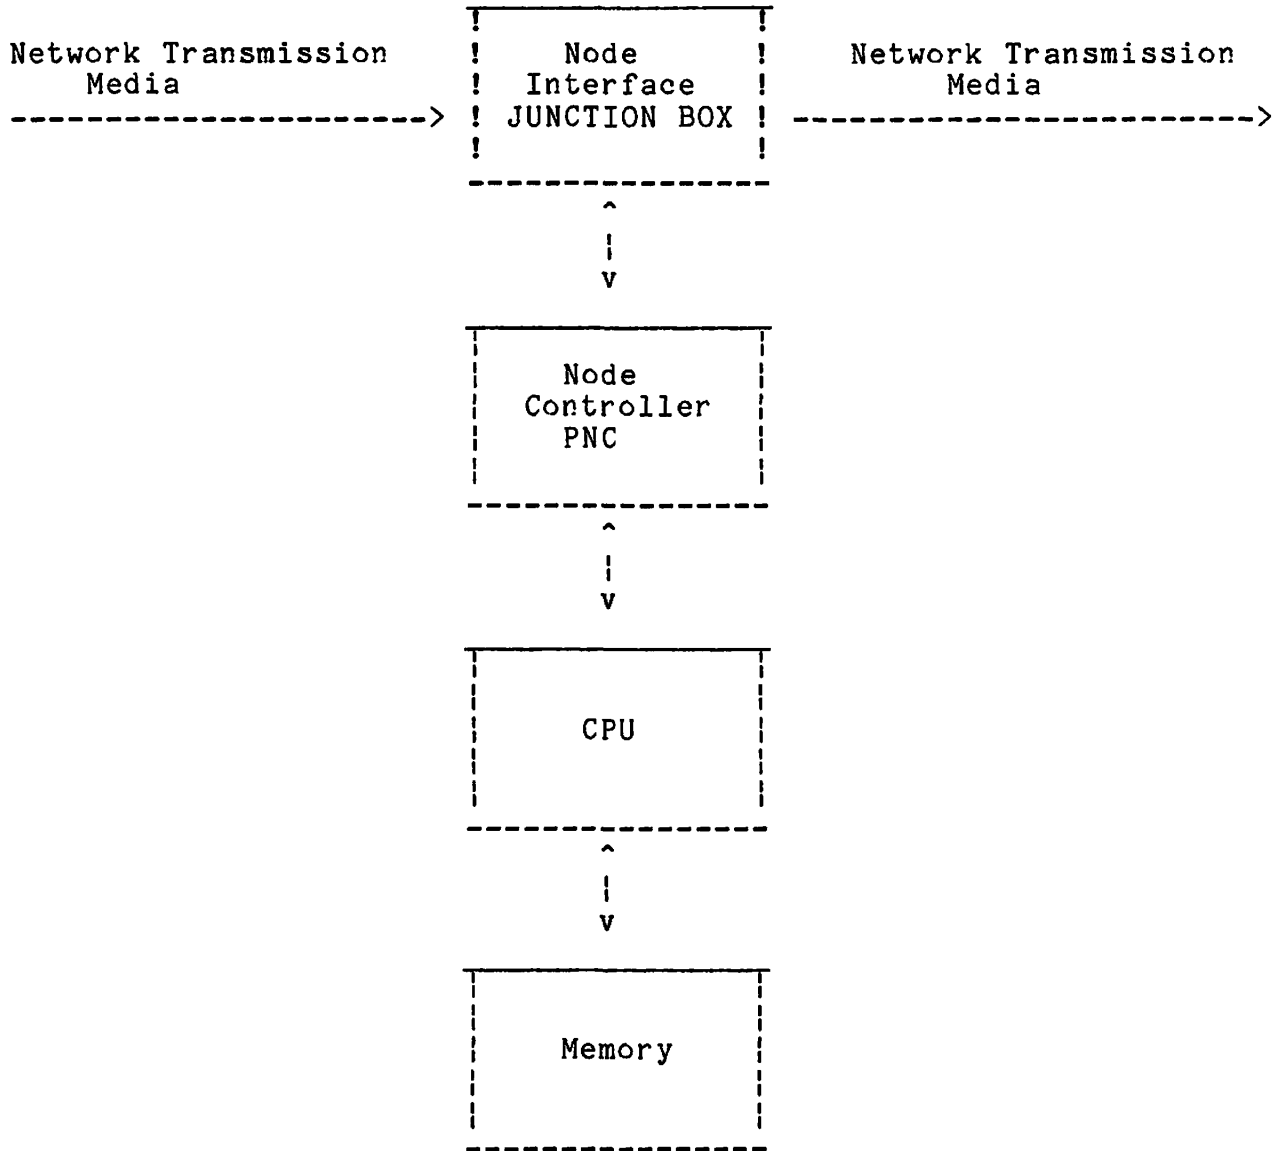 Network Transmission
Media
Node
Interface
JUNCTION BOX
Network Transmission
Media
Node
Controller
PNC
CPU
Memory